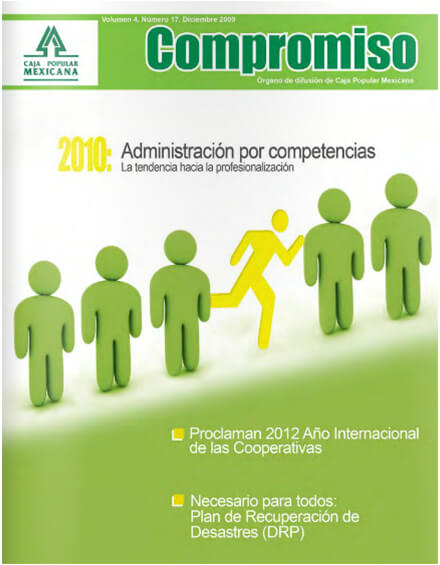 Volumen 4, Número 17, Diciembre 2009
CAJA POPULAR
MEXICANA
Compromiso
Órgano de difusión de Caja Popular Mexicana
2010: Administración por competencias
La tendencia hacia la profesionalización
Proclaman 2012 Año Internacional
de las Cooperativas
Necesario para todos:
Plan de Recuperación de
Desastres (DRP)